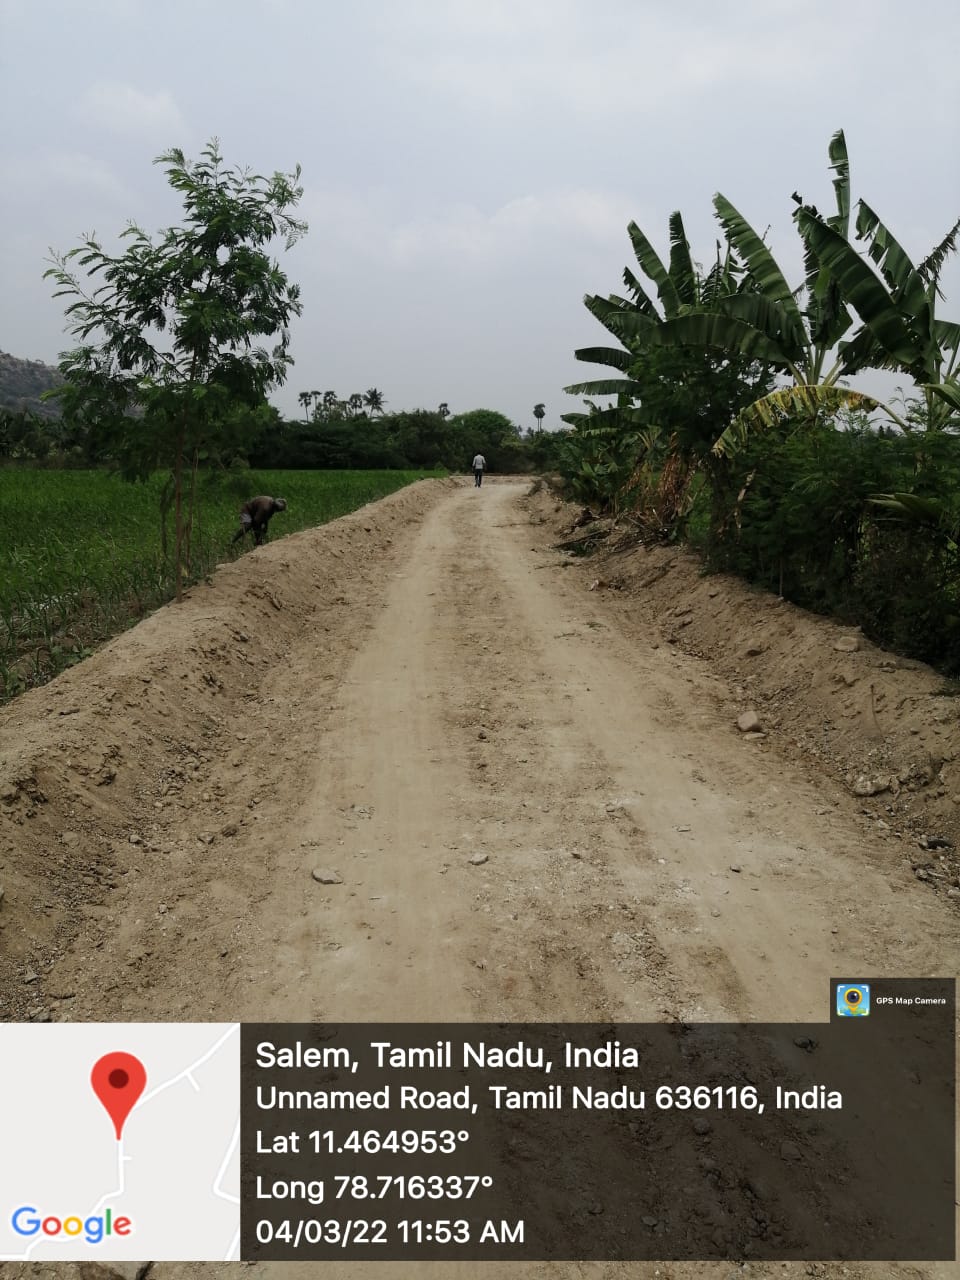 GPS Map Camera
Salem, Tamil Nadu, India
Unnamed Road, Tamil Nadu 636116, India
Lat 11.464953°
Long 78.716337°
04/03/22 11:53 AM
Google